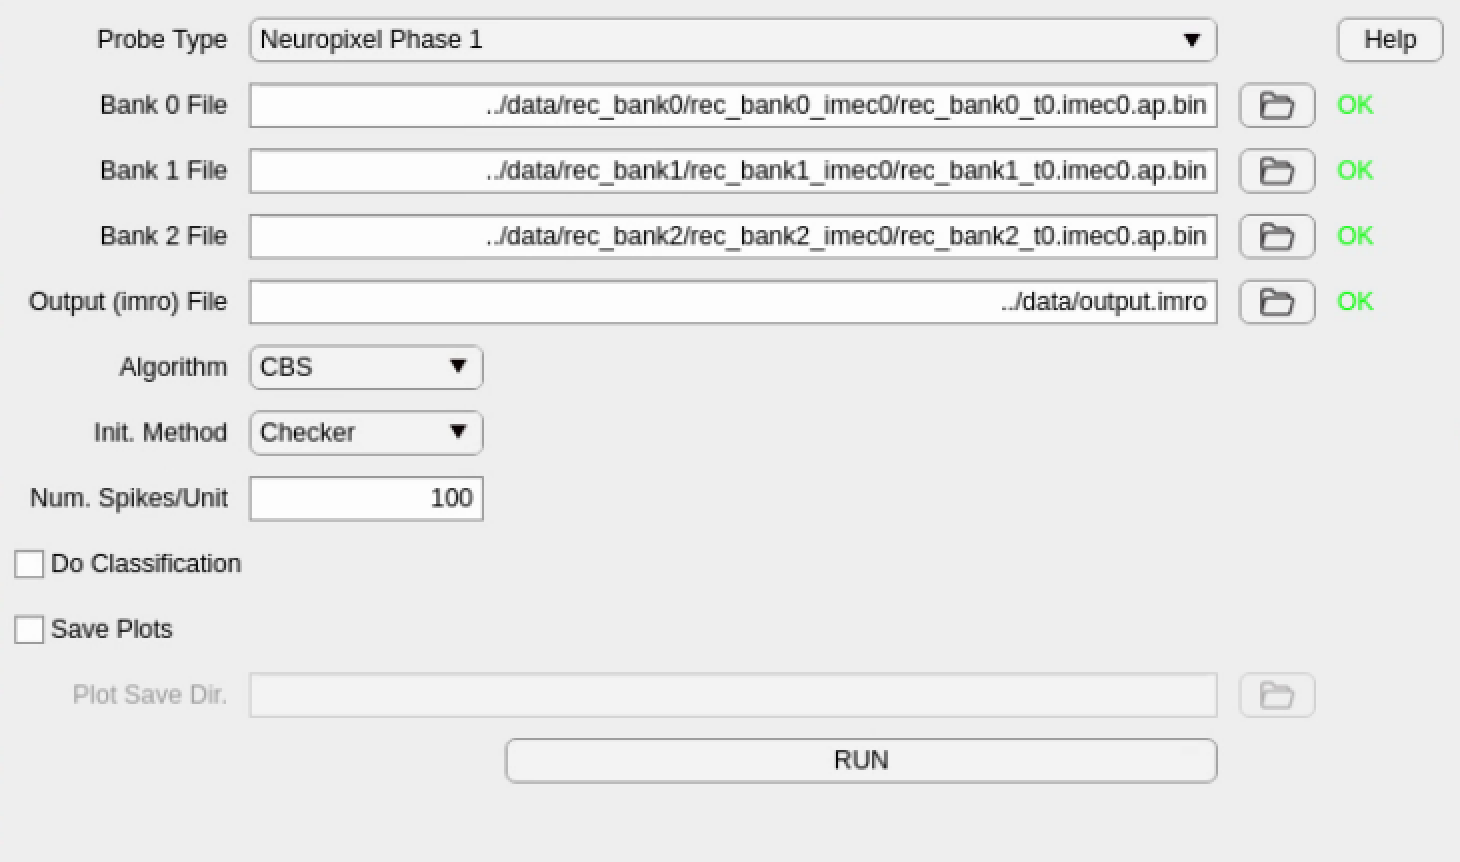 Probe Type Neuropixel Phase 1 Help
Bank 0 File ../data/rec_bank0/rec_bank0_imec0/rec_bank0_t0.imec0.ap.bin OK
Bank 1 File ../data/rec_bank1/rec_bank1_imec0/rec_bank1_t0.imec0.ap.bin OK
Bank 2 File ../data/rec_bank2/rec_bank2_imec0/rec_bank2_t0.imec0.ap.bin OK
Output (imro) File ../data/output.imro OK
Algorithm CBS
Init. Method Checker
Num. Spikes/Unit 100
Do Classification
Save Plots
Plot Save Dir.
RUN